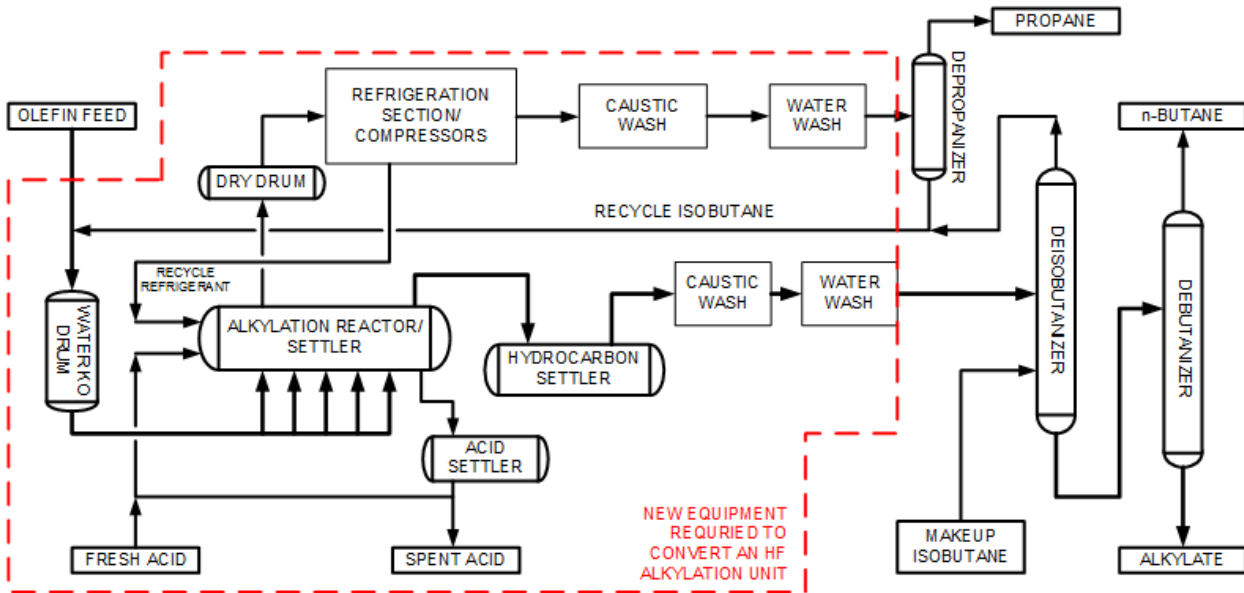 PROPANE
DEPROPANIZER
OLEFIN FEED
REFRIGERATION
SECTION/
COMPRESSORS
CAUSTIC
WASH
WATER
WASH
n-BUTANE
DRY DRUM
RECYCLE ISOBUTANE
RECYCLE
REFRIGERANT
WATER KO
DRUM
ALKYLATION REACTOR/
SETTLER
HYDROCARBON
SETTLER
CAUSTIC
WASH
WATER
WASH
DEISOBUTANIZER
DEBUTANIZER
ACID
SETTLER
FRESH ACID
SPENT ACID
NEW EQUIPMENT
REQURIED TO
CONVERT AN HF
ALKYLATION UNIT
MAKEUP
ISOBUTANE
ALKYLATE